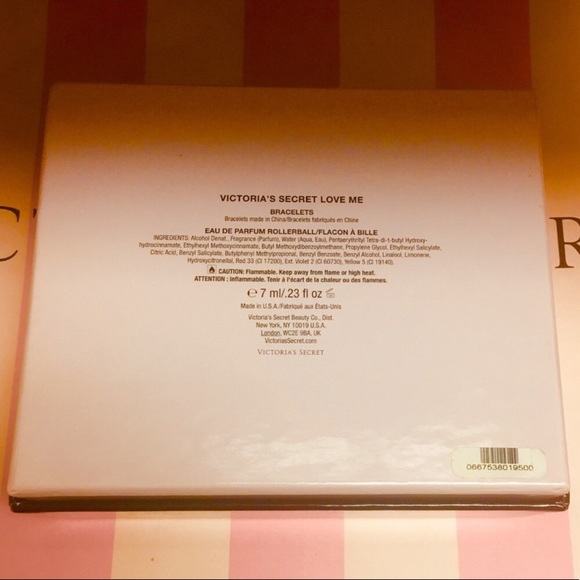 VICTORIA'S SECRET LOVE ME
BRACELETS
Bracelets made in China/Bracelets fabriqués en Chine
EAU DE PARFUM ROLLERBALL/FLACON À BILLE
INGREDIENTS: Alcohol Denat., Fragrance (Parfum), Water (Aqua, Eau), Pentaerythrityl Tetra-di-t-butyl Hydroxy-
hydrocinnamate, Ethylhexyl Methoxycinnamate, Butyl Methoxydibenzoylmethane, Propylene Glycol, Ethylhexyl Salicylate,
Citric Acid, Benzyl Salicylate, Butylphenyl Methylpropional, Benzyl Benzoate, Benzyl Alcohol, Linalool, Limonene,
Hydroxycitronellal, Red 33 (CI 17200), Ext. Violet 2 (CI 60730), Yellow 5 (CI 19140).
CAUTION: Flammable. Keep away from flame or high heat.
ATTENTION : Inflammable. Tenir à l'écart de la chaleur ou des flammes.
℮ 7 ml/.23 fl oz
Made in U.S.A./Fabriqué aux États-Unis
Victoria's Secret Beauty Co., Dist.
New York, NY 10019 U.S.A.
London, WC2E 9BA, UK
VictoriasSecret.com
VICTORIA'S SECRET
0667538019500